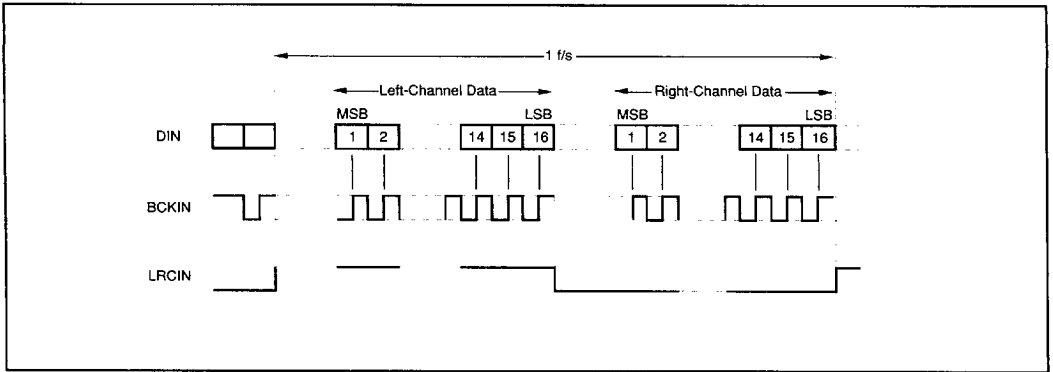 1 f/s
Left-Channel Data Right-Channel Data
MSB LSB MSB LSB
DIN 1 2 14 15 16 1 2 14 15 16
BCKIN
LRCIN